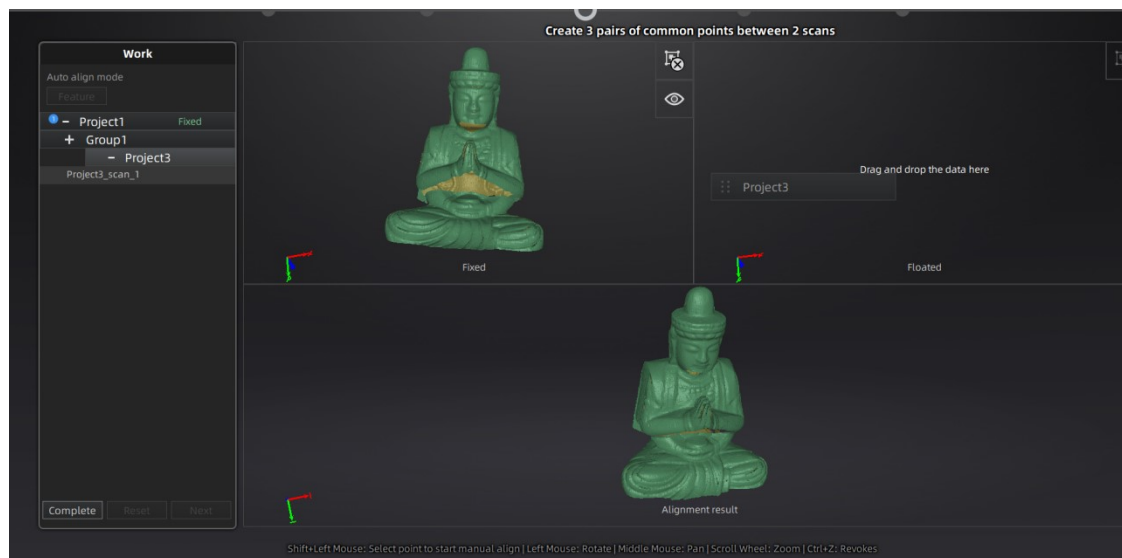 Create 3 pairs of common points between 2 scans
Work
Auto align mode
Feature
Project1 Fixed
Group1
Project3
Project3_scan_1
Complete Reset Next
Fixed
Drag and drop the data here
Project3
Floated
Alignment result
Shift+Left Mouse: Select point to start manual align | Left Mouse: Rotate | Middle Mouse: Pan | Scroll Wheel: Zoom | Ctrl+Z: Revokes